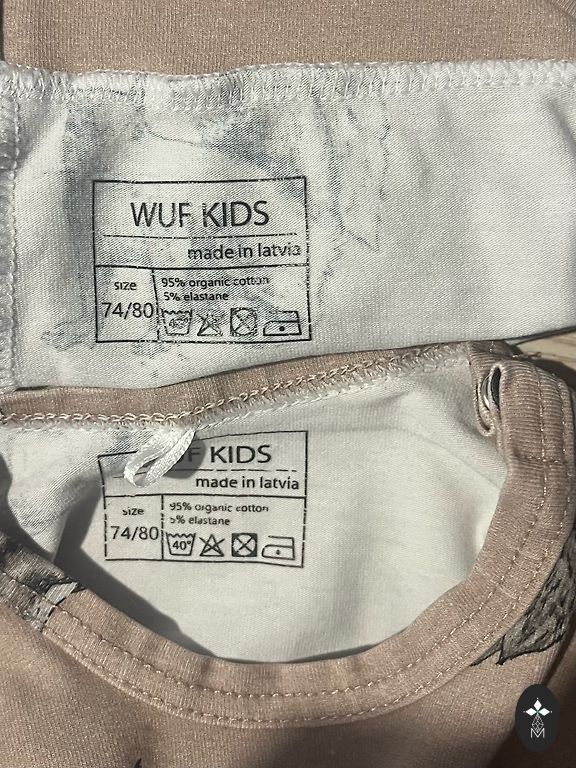 WUF KIDS
made in latvia
size
74/80
95% organic cotton
5% elastane
40°
KIDS
made in latvia
size
74/80
95% organic cotton
5% elastane
40°
M